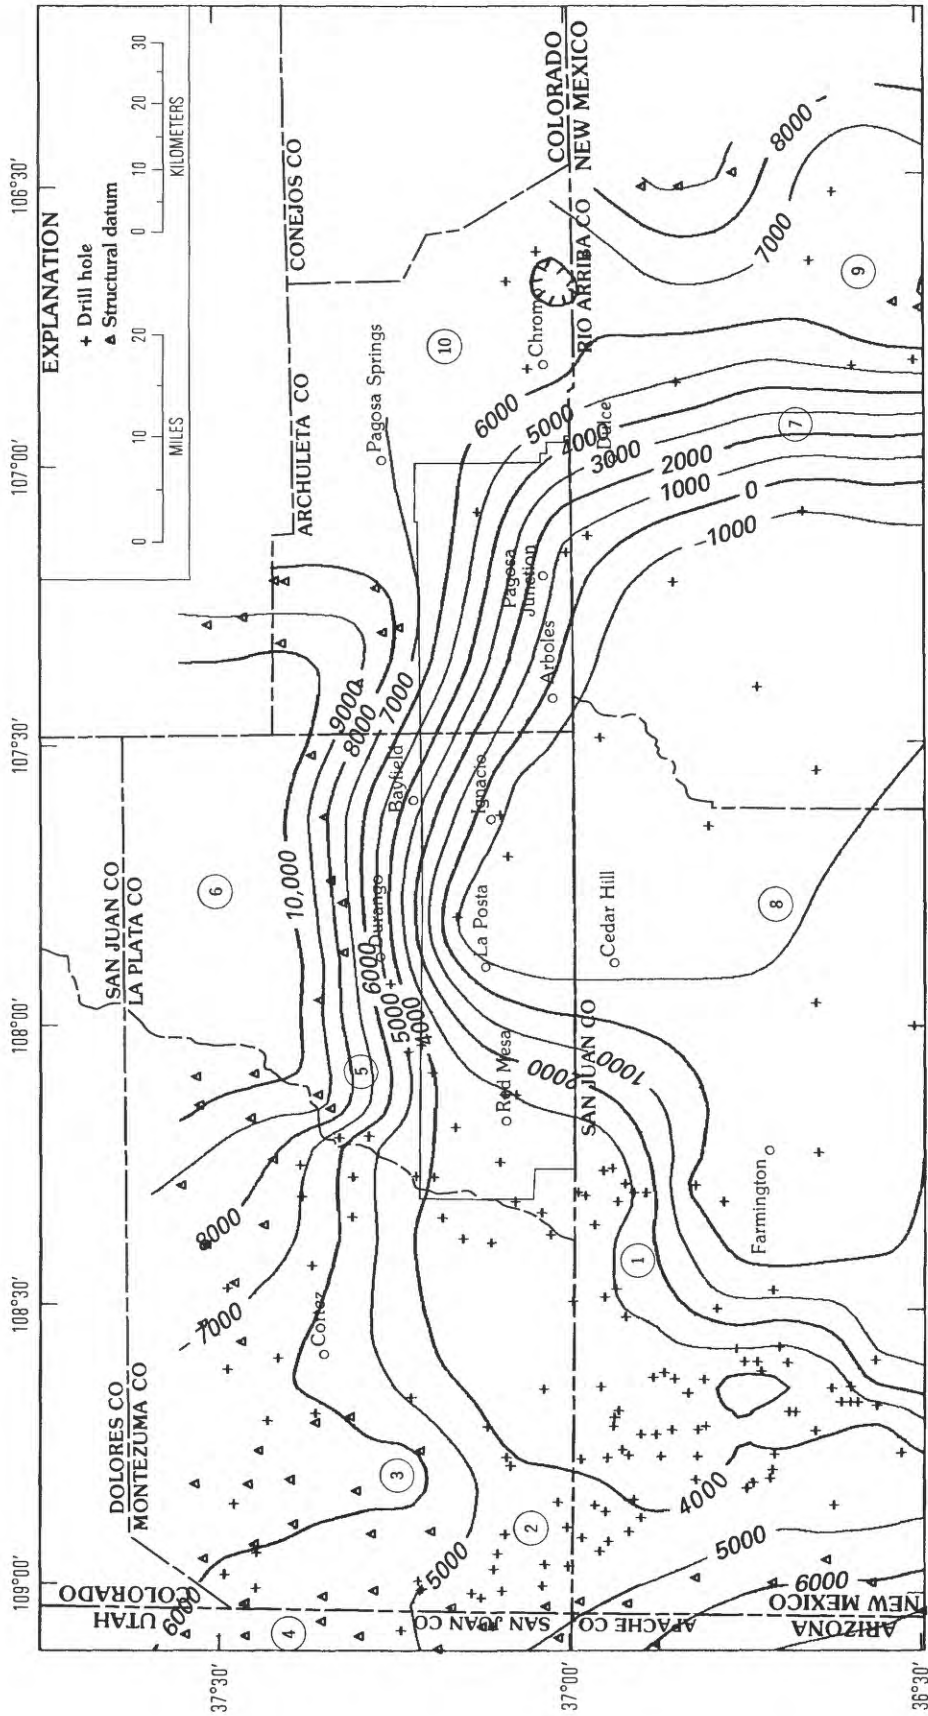 109°00'
108°30'
108°00'
107°30'
107°00'
106°30'
37°30'
37°00'
36°30'
EXPLANATION
+ Drill hole
Structural datum
0 10 20
MILES
0 10 20 30
KILOMETERS
UTAH
COLORADO
DOLORES CO
MONTEZUMA CO
SAN JUAN CO
LA PLATA CO
ARCHULETA CO
CONEJOS CO
6000
4
3
7000
8000
5
6
10,000
9000
8000
7000
Cortez
Durango
Bayfield
Pagosa Springs
6000
5000
4000
10
5000
2
SAN JUAN CO
Red Mesa
La Posta
Ignacio
Arboles
Pagosa
Junction
Chromo
6000
5000
4000
3000
2000
1000
0
-1000
Dulce
COLORADO
NEW MEXICO
RIO ARRIBA CO
APACHE CO
SAN JUAN CO
2000
1000
1
Cedar Hill
4000
5000
6000
Farmington
8
7
9
7000
8000
ARIZONA
NEW MEXICO